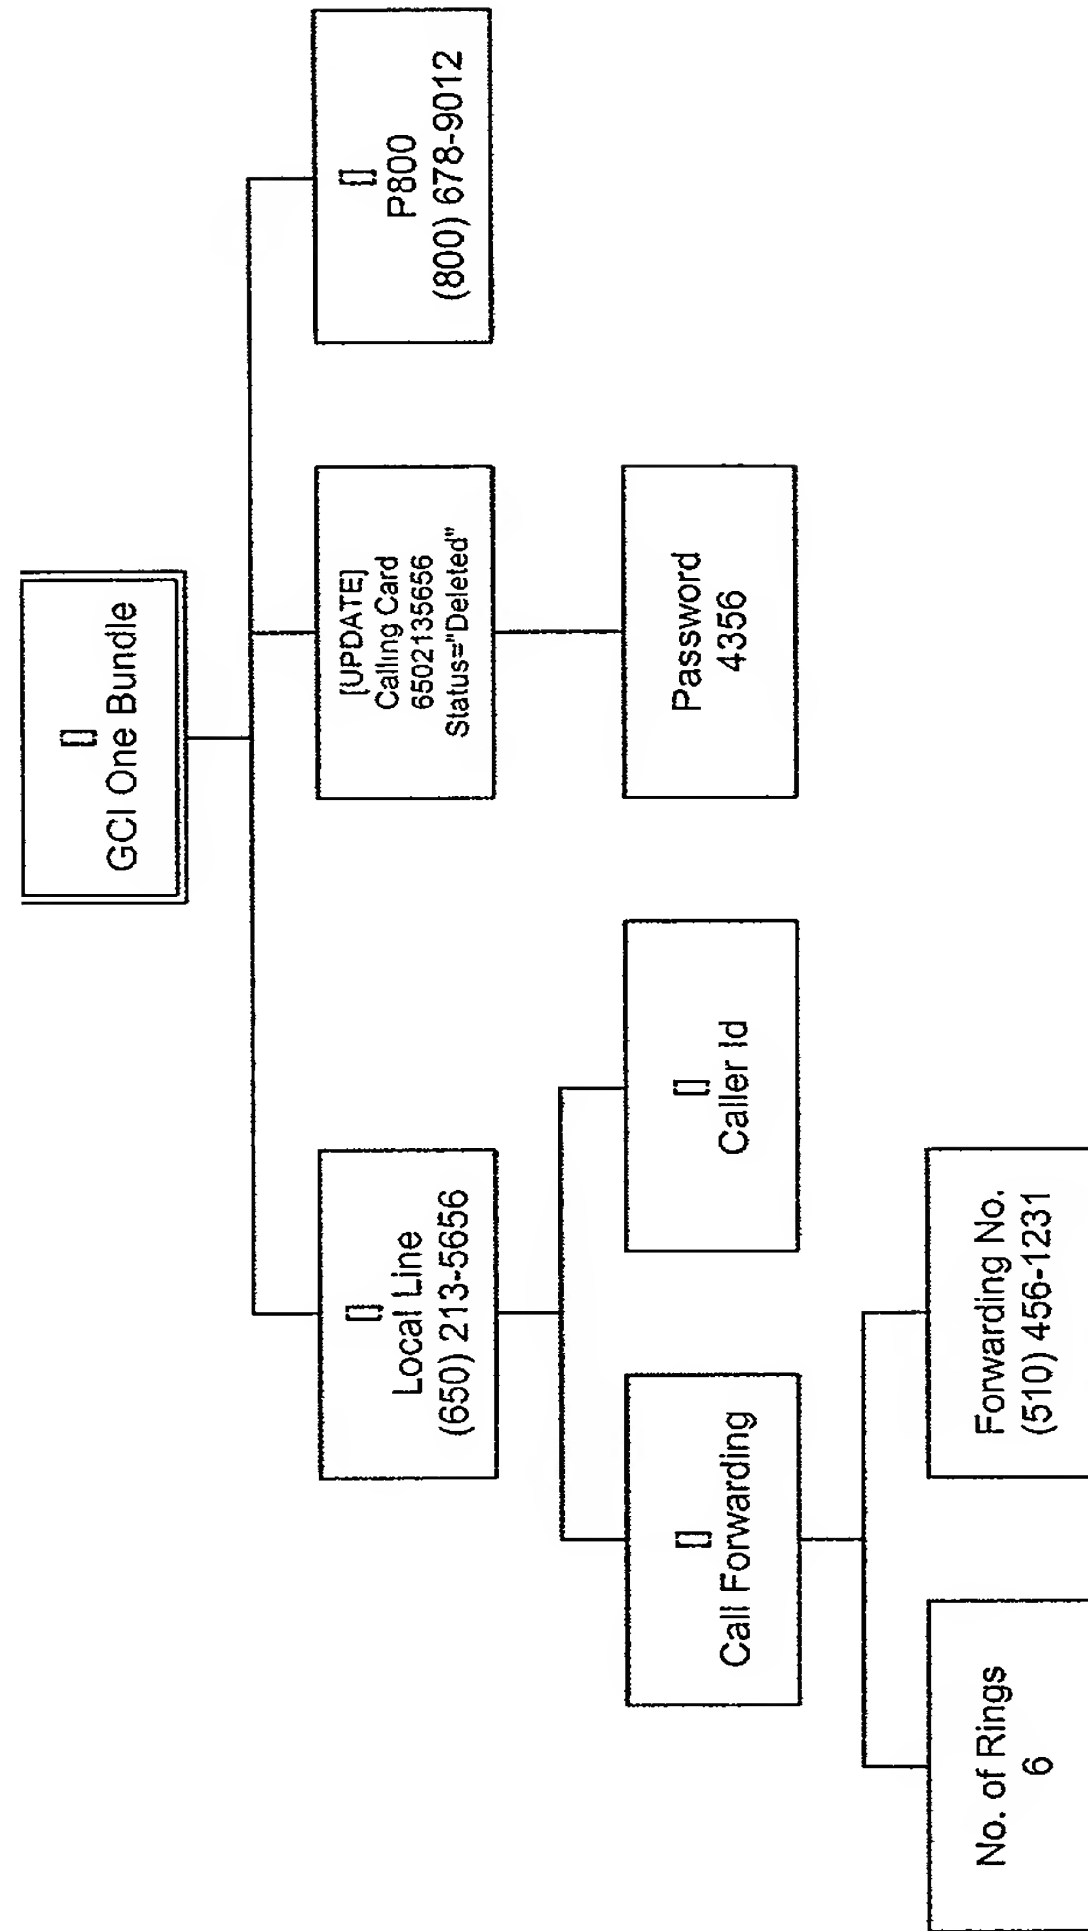 []
GCI One Bundle
[]
Local Line
(650) 213-5656
[UPDATE]
Calling Card
6502135656
Status="Deleted"
[]
P800
(800) 678-9012
[]
Call Forwarding
[]
Caller Id
Password
4356
No. of Rings
6
Forwarding No.
(510) 456-1231